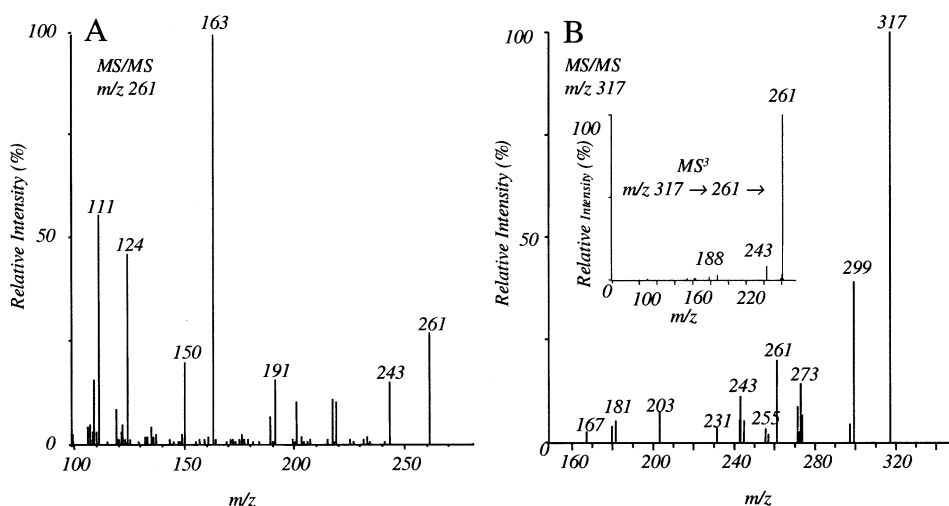 A
MS/MS
m/z 261
100
50
0
Relative Intensity (%)
111
124
150
163
191
243
261
100
150
200
250
m/z
B
MS/MS
m/z 317
100
50
0
Relative Intensity (%)
167
181
203
231
243
255
261
273
299
317
160
200
240
280
320
m/z
MS³
m/z 317 → 261 →
100
0
Relative Intensity (%)
188
243
261
100
160
220
m/z